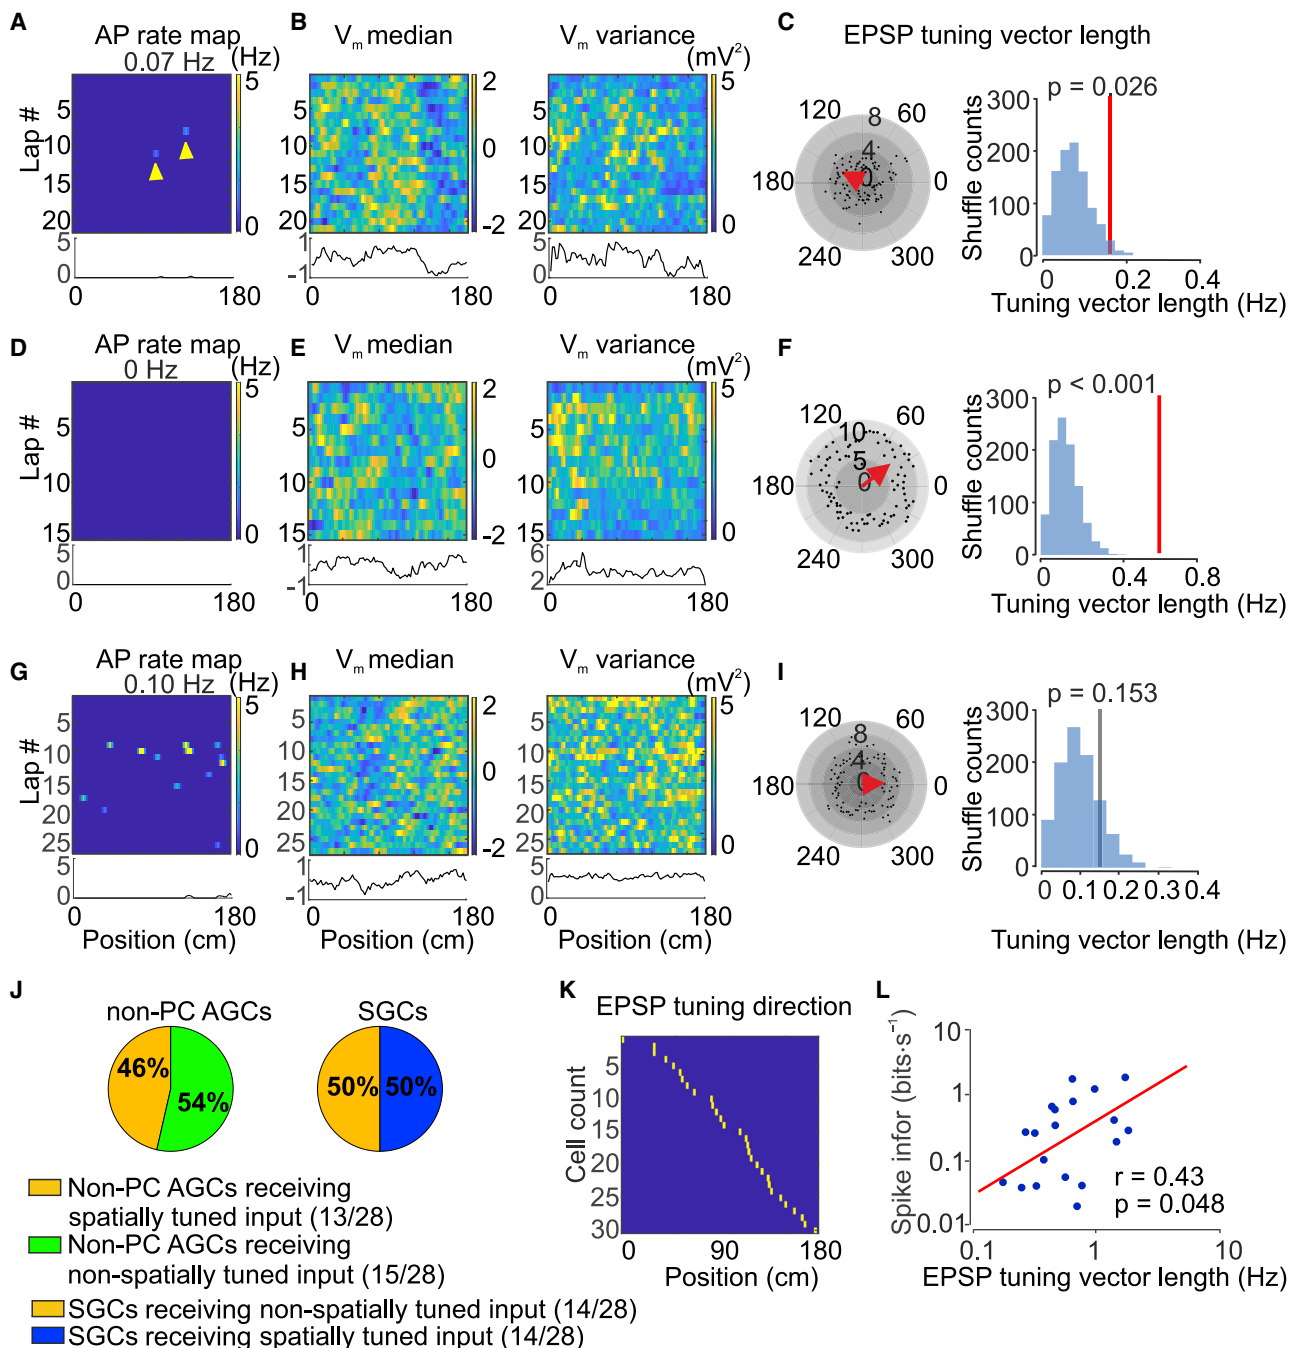 A
AP rate map
0.07 Hz
(Hz)
5
0
Lap #
5
10
15
20
5
0
0
180
B
Vm median
2
0
-2
5
10
15
20
1
-1
0
180
Vm variance
(mV²)
5
0
5
10
15
20
5
0
0
180
C
EPSP tuning vector length
120
60
8
4
0
180
0
240
300
p = 0.026
Shuffle counts
300
200
100
0
0
0.2
0.4
Tuning vector length (Hz)
D
AP rate map
0 Hz
(Hz)
5
0
Lap #
5
10
15
5
0
0
180
E
Vm median
2
0
-2
5
10
15
1
-1
0
180
Vm variance
(mV²)
5
0
5
10
15
6
2
0
180
F
120
60
10
5
0
180
0
240
300
p < 0.001
Shuffle counts
300
200
100
0
0
0.4
0.8
Tuning vector length (Hz)
G
AP rate map
0.10 Hz
(Hz)
5
0
Lap #
5
10
15
20
25
5
0
0
180
Position (cm)
H
Vm median
2
0
-2
5
10
15
20
25
1
-1
0
180
Position (cm)
Vm variance
(mV²)
5
0
5
10
15
20
25
5
0
0
180
Position (cm)
I
120
60
8
4
0
180
0
240
300
p = 0.153
Shuffle counts
300
200
100
0
0
0.1
0.2
0.3
0.4
Tuning vector length (Hz)
J
non-PC AGCs
46%
54%
SGCs
50%
50%
Non-PC AGCs receiving
spatially tuned input (13/28)
Non-PC AGCs receiving
non-spatially tuned input (15/28)
SGCs receiving non-spatially tuned input (14/28)
SGCs receiving spatially tuned input (14/28)
K
EPSP tuning direction
Cell count
5
10
15
20
25
30
0
90
180
Position (cm)
L
Spike infor (bits·s⁻¹)
10
1
0.1
0.01
r = 0.43
p = 0.048
0.1
1
10
EPSP tuning vector length (Hz)